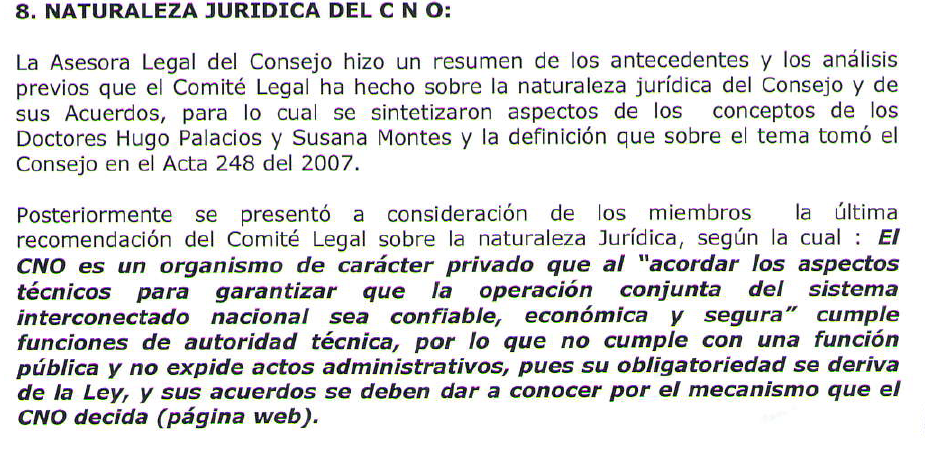 8. NATURALEZA JURIDICA DEL C N O:
La Asesora Legal del Consejo hizo un resumen de los antecedentes y los análisis
previos que el Comité Legal ha hecho sobre la naturaleza jurídica del Consejo y de
sus Acuerdos, para lo cual se sintetizaron aspectos de los conceptos de los
Doctores Hugo Palacios y Susana Montes y la definición que sobre el tema tomó el
Consejo en el Acta 248 del 2007.
Posteriormente se presentó a consideración de los miembros la última
recomendación del Comité Legal sobre la naturaleza Jurídica, según la cual : El
CNO es un organismo de carácter privado que al "acordar los aspectos
técnicos para garantizar que la operación conjunta del sistema
interconectado nacional sea confiable, económica y segura" cumple
funciones de autoridad técnica, por lo que no cumple con una función
pública y no expide actos administrativos, pues su obligatoriedad se deriva
de la Ley, y sus acuerdos se deben dar a conocer por el mecanismo que el
CNO decida (página web).